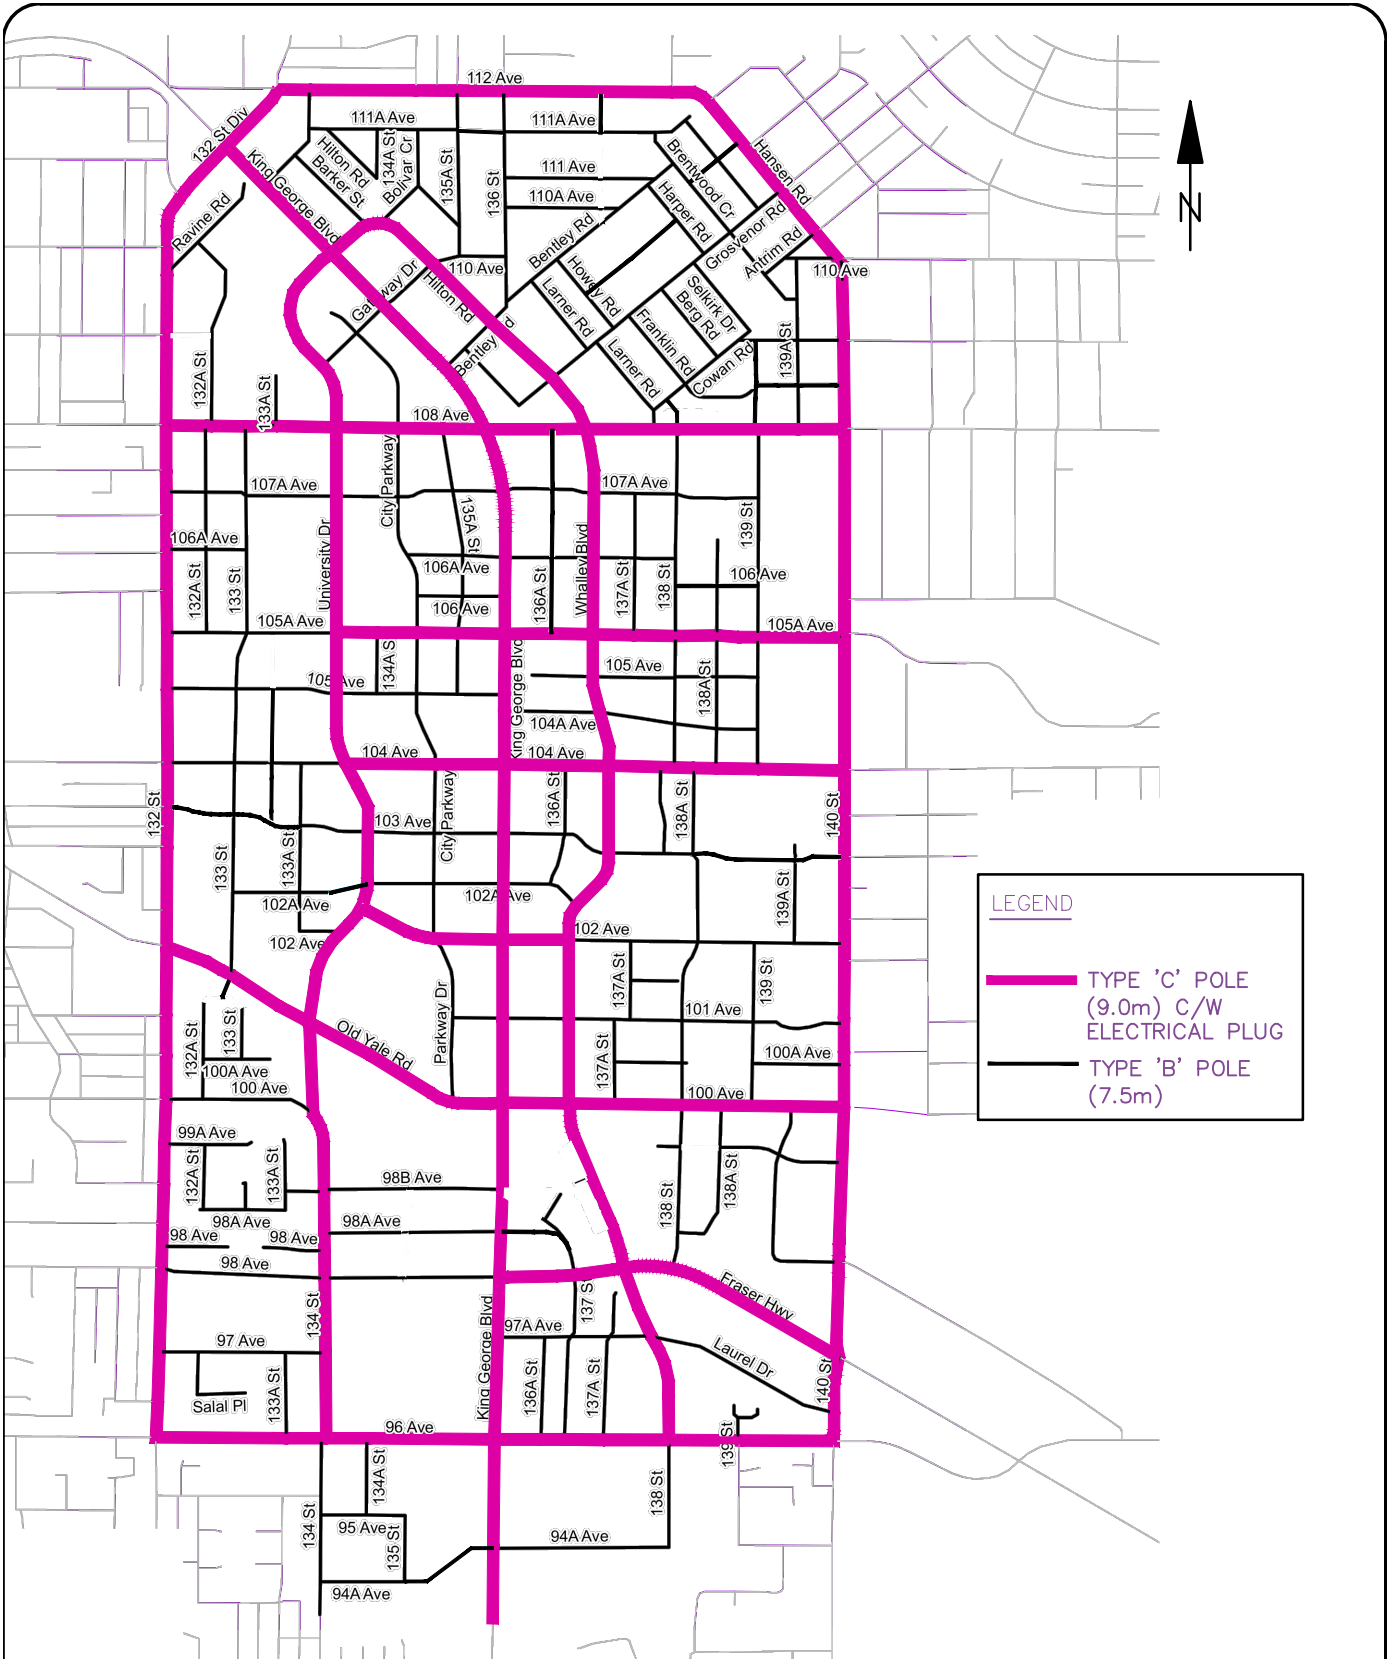 112 Ave
111A Ave
111A Ave
132 St Div
Hansen Rd
134A St
Hilton Rd
Bolivar Cr
Barker St
135A St
136 St
111 Ave
Brentwood Cr
King George Blvd
110A Ave
Harper Rd
Ravine Rd
Bentley Rd
Grosvenor Rd
Antrim Rd
110 Ave
110 Ave
Gateway Dr
Hilton Rd
Howey Rd
Larner Rd
Selkirk Dr
Berg Rd
Franklin Rd
139A St
Bentley
Larner Rd
Cowan Rd
132A St
133A St
108 Ave
City Parkway
107A Ave
107A Ave
135A St
139 St
University Dr
Whalley Blvd
106A Ave
106A Ave
132A St
133 St
136A St
137A St
138 St
106 Ave
106 Ave
105A Ave
105A Ave
134A S
King George Blvd
105 Ave
105 Ave
138A St
104A Ave
104 Ave
104 Ave
132 St
136A St
138A St
140 St
103 Ave
City Parkway
133 St
133A St
102A Ave
102A Ave
139A St
LEGEND
102 Ave
102 Ave
137A St
139 St
TYPE 'C' POLE
(9.0m) C/W
ELECTRICAL PLUG
Parkway Dr
101 Ave
132A St
133 St
Old Yale Rd
137A St
100A Ave
100A Ave
TYPE 'B' POLE
(7.5m)
100 Ave
100 Ave
99A Ave
132A St
133A St
98B Ave
138 St
138A St
98A Ave
98A Ave
98 Ave
98 Ave
98 Ave
134 St
137 S
Fraser Hwy
King George Blvd
97A Ave
97 Ave
Laurel Dr
133A St
136A St
137A St
140 St
Salal Pl
96 Ave
139 St
134A St
138 St
134 St
95 Ave
135 St
94A Ave
94A Ave
N